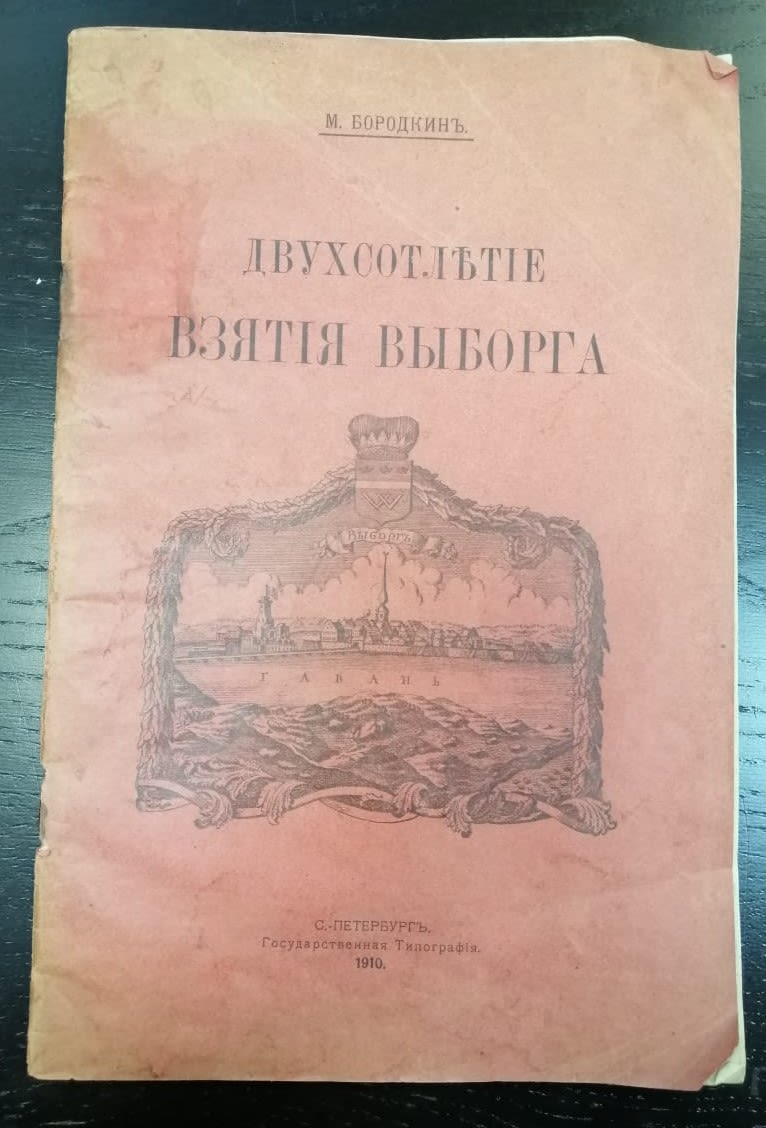 М. БОРОДКИНЪ.
ДВУХСОТЛѢТІЕ
ВЗЯТІЯ ВЫБОРГА
ВЫБОРГЪ
ГАВАНЬ
С.-ПЕТЕРБУРГЪ.
Государственная Типографія.
1910.